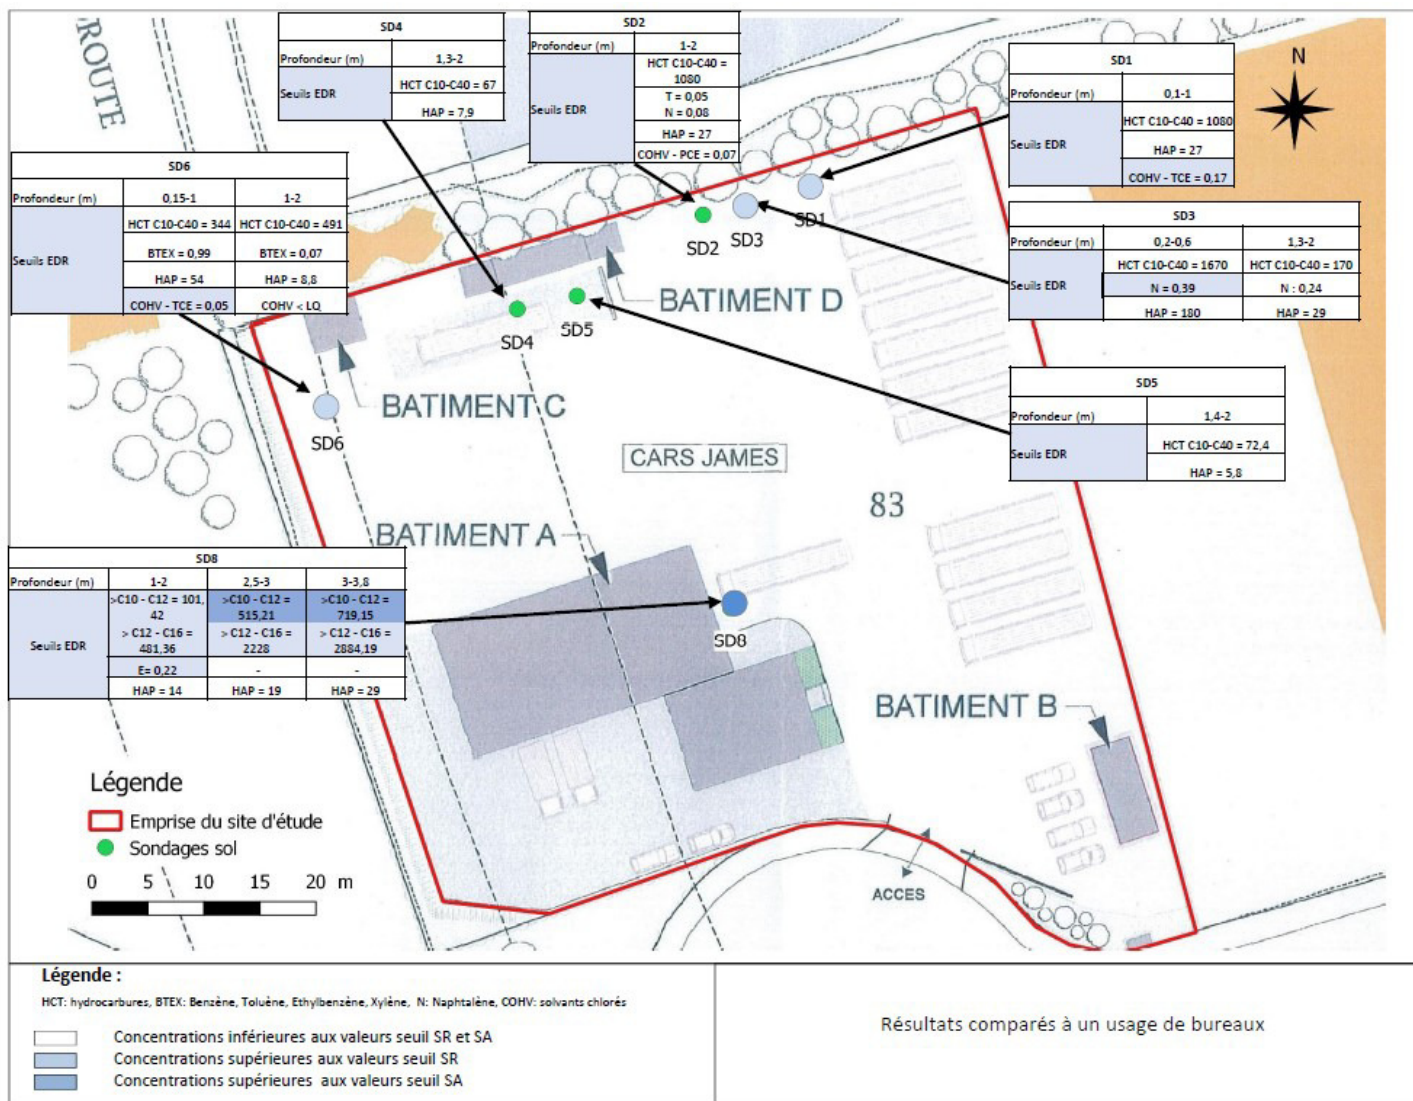 ROUTE
SD4
Profondeur (m) 1,3-2
Seuils EDR
HCT C10-C40 = 67
HAP = 7,9
SD2
Profondeur (m) 1-2
Seuils EDR
HCT C10-C40 =
1080
T = 0,05
N = 0,08
HAP = 27
COHV - PCE = 0,07
SD1
Profondeur (m) 0,1-1
Seuils EDR
HCT C10-C40 = 1080
HAP = 27
COHV - TCE = 0,17
N
SD6
Profondeur (m) 0,15-1 1-2
Seuils EDR
HCT C10-C40 = 344 HCT C10-C40 = 491
BTEX = 0,99 BTEX = 0,07
HAP = 54 HAP = 8,8
COHV - TCE = 0,05 COHV < LQ
SD3
Profondeur (m) 0,2-0,6 1,3-2
Seuils EDR
HCT C10-C40 = 1670 HCT C10-C40 = 170
N = 0,39 N : 0,24
HAP = 180 HAP = 29
SD1
SD3
SD2
BATIMENT D
SD4
SD5
SD5
Profondeur (m) 1,4-2
Seuils EDR
HCT C10-C40 = 72,4
HAP = 5,8
BATIMENT C
SD6
CARS JAMES
83
BATIMENT A
SD8
Profondeur (m) 1-2 2,5-3 3-3,8
Seuils EDR
>C10 - C12 = 101, >C10 - C12 = >C10 - C12 =
42 515,21 719,15
> C12 - C16 = > C12 - C16 = > C12 - C16 =
481,36 2228 2884,19
E= 0,22 - -
HAP = 14 HAP = 19 HAP = 29
SD8
BATIMENT B
ACCES
Légende
Emprise du site d'étude
Sondages sol
0 5 10 15 20 m
Légende :
HCT: hydrocarbures, BTEX: Benzène, Toluène, Ethylbenzène, Xylène, N: Naphtalène, COHV: solvants chlorés
Concentrations inférieures aux valeurs seuil SR et SA
Concentrations supérieures aux valeurs seuil SR
Concentrations supérieures aux valeurs seuil SA
Résultats comparés à un usage de bureaux